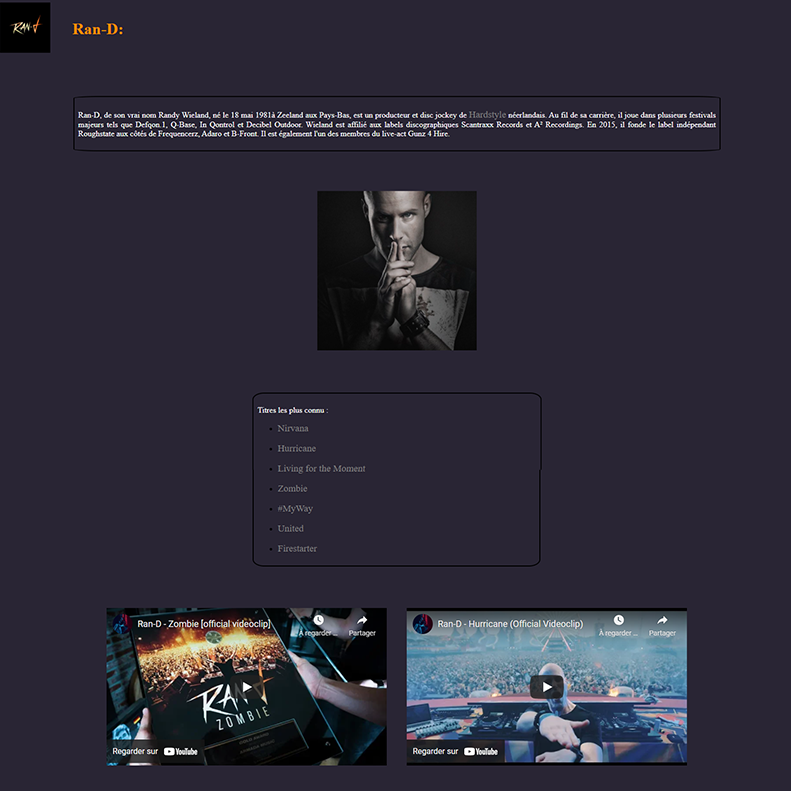 RAN-D
Ran-D:
Ran-D, de son vrai nom Randy Wieland, né le 18 mai 1981à Zeeland aux Pays-Bas, est un producteur et disc jockey de Hardstyle néerlandais. Au fil de sa carrière, il joue dans plusieurs festivals
majeurs tels que Defqon.1, Q-Base, In Qontrol et Decibel Outdoor. Wieland est affilié aux labels discographiques Scantraxx Records et A² Recordings. En 2015, il fonde le label indépendant
Roughstate aux côtés de Frequencerz, Adaro et B-Front. Il est également l'un des membres du live-act Gunz 4 Hire.
Titres les plus connu :
Nirvana
Hurricane
Living for the Moment
Zombie
#MyWay
United
Firestarter
Ran-D - Zombie [official videoclip]
À regarder ...
Partager
RAN-D
ZOMBIE
Regarder sur YouTube
Ran-D - Hurricane (Official Videoclip)
À regarder ...
Partager
Regarder sur YouTube